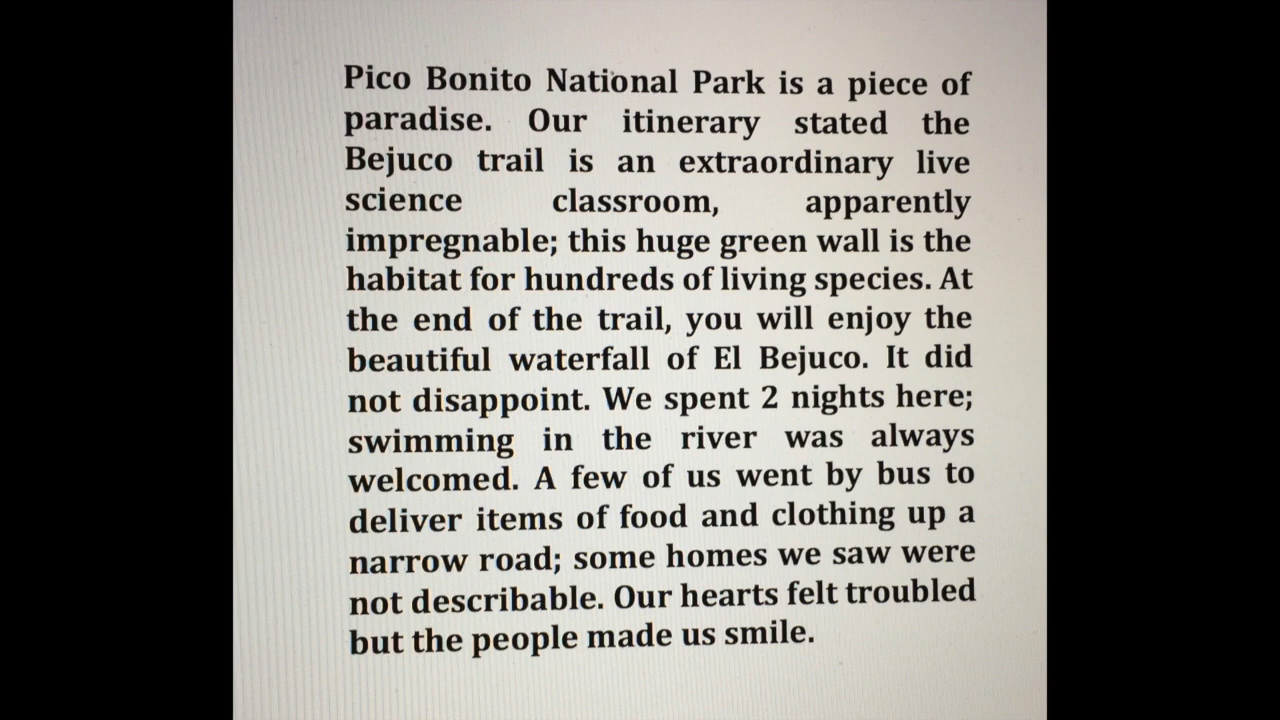 Pico Bonito National Park is a piece of
paradise. Our itinerary stated the
Bejuco trail is an extraordinary live
science classroom, apparently
impregnable; this huge green wall is the
habitat for hundreds of living species. At
the end of the trail, you will enjoy the
beautiful waterfall of El Bejuco. It did
not disappoint. We spent 2 nights here;
swimming in the river was always
welcomed. A few of us went by bus to
deliver items of food and clothing up a
narrow road; some homes we saw were
not describable. Our hearts felt troubled
but the people made us smile.